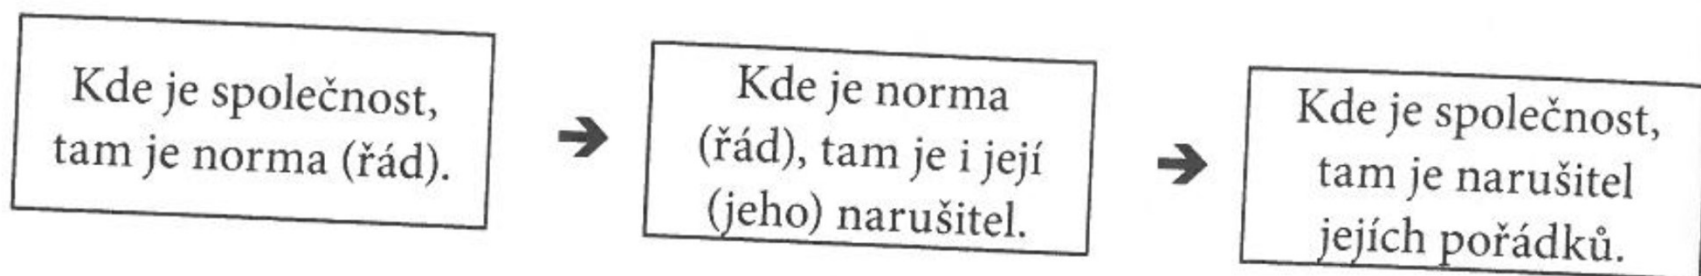 Kde je společnost,
tam je norma (řád).
Kde je norma
(řád), tam je i její
(jeho) narušitel.
Kde je společnost,
tam je narušitel
jejích pořádků.